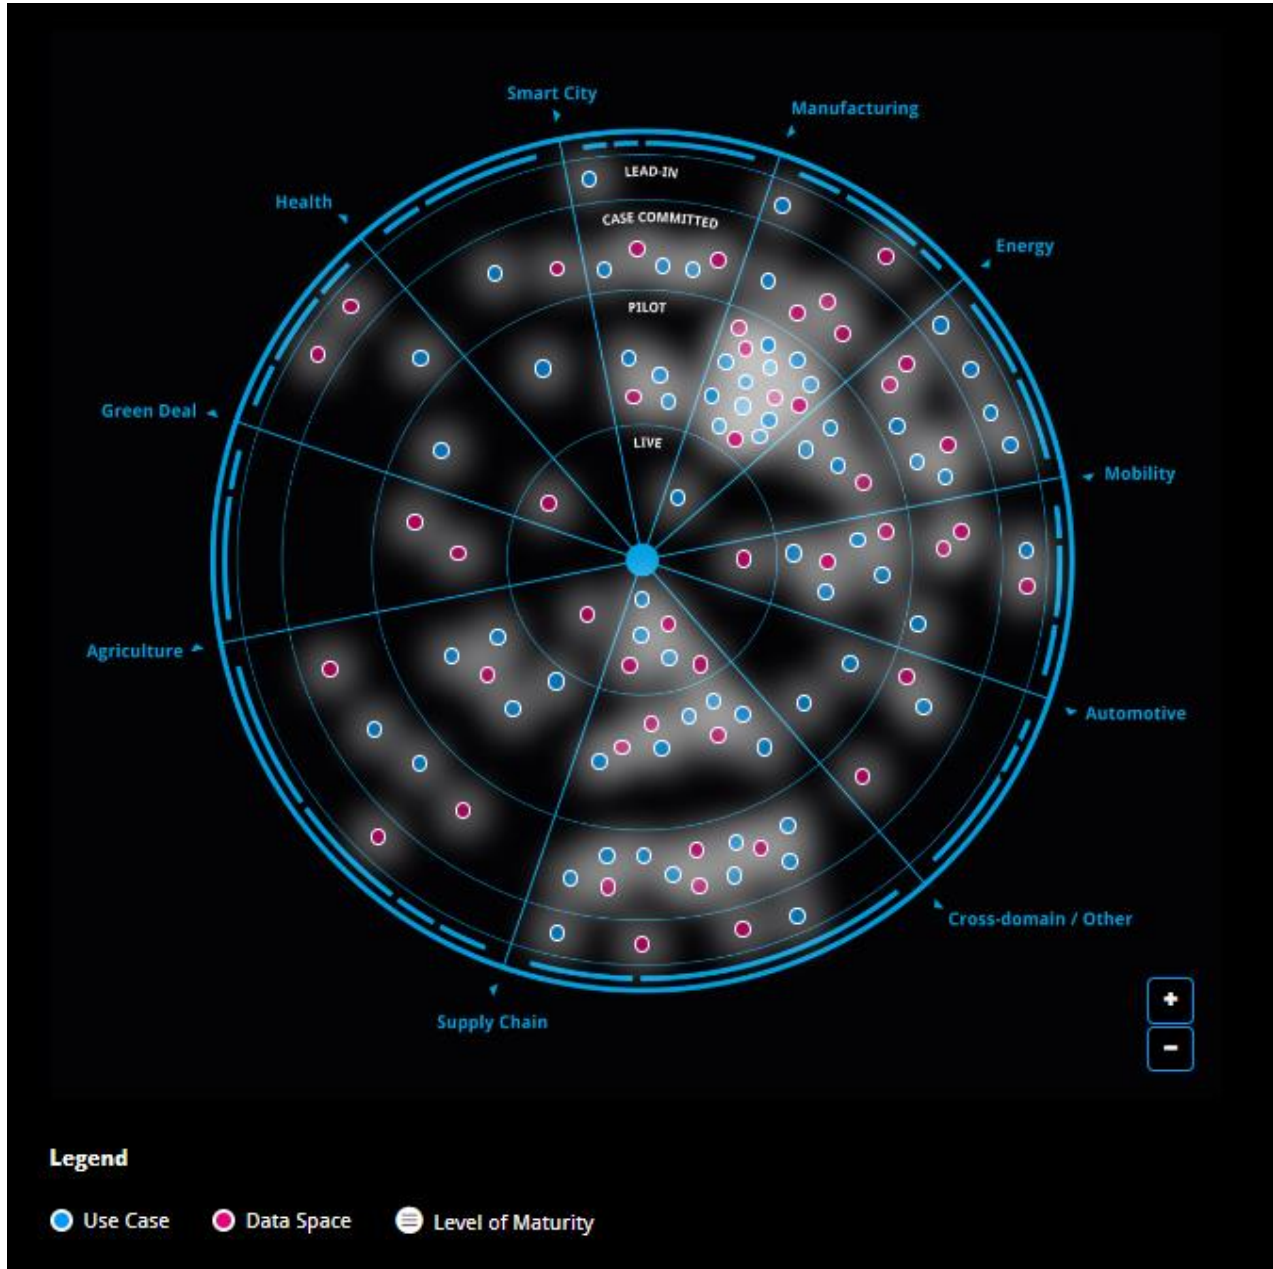 Smart City
Manufacturing
LEAD-IN
Health
CASE COMMITTED
Energy
PILOT
Green Deal
LIVE
Mobility
Agriculture
Automotive
Cross-domain / Other
Supply Chain
+
−
Legend
Use Case
Data Space
Level of Maturity